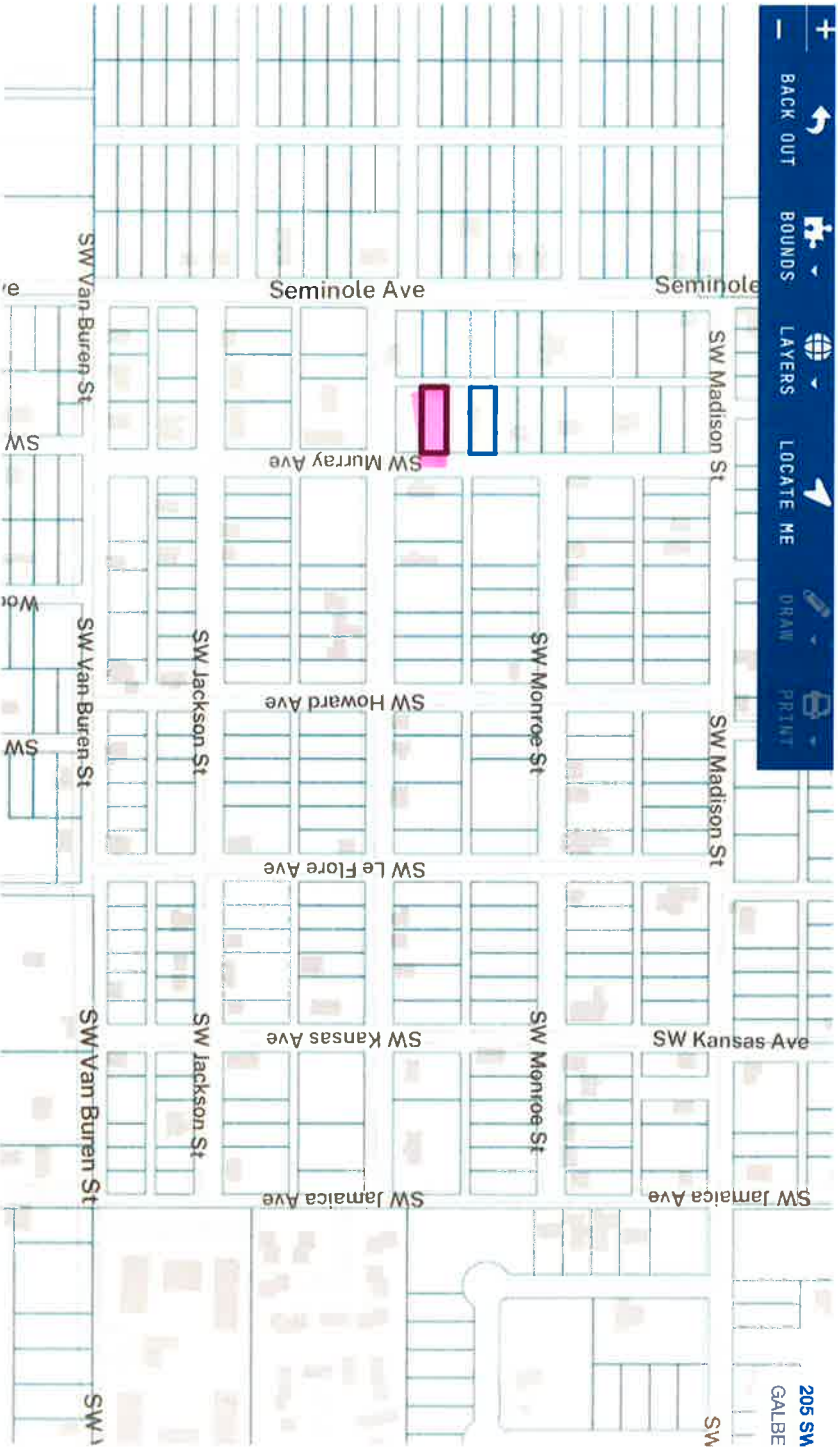 +
−
BACK OUT
BOUNDS
LAYERS
LOCATE ME
DRAW
PRINT
205 SW
GALBE
Seminole Ave
Seminole
SW Madison St
SW Murray Ave
SW Van Buren St
SW
SW Jackson St
SW Monroe St
SW Madison St
SW Howard Ave
SW Van Buren St
SW
SW Le Flore Ave
SW Kansas Ave
SW Kansas Ave
SW Monroe St
SW Jackson St
SW Van Buren St
SW Jamaica Ave
SW Jamaica Ave
SW
SW